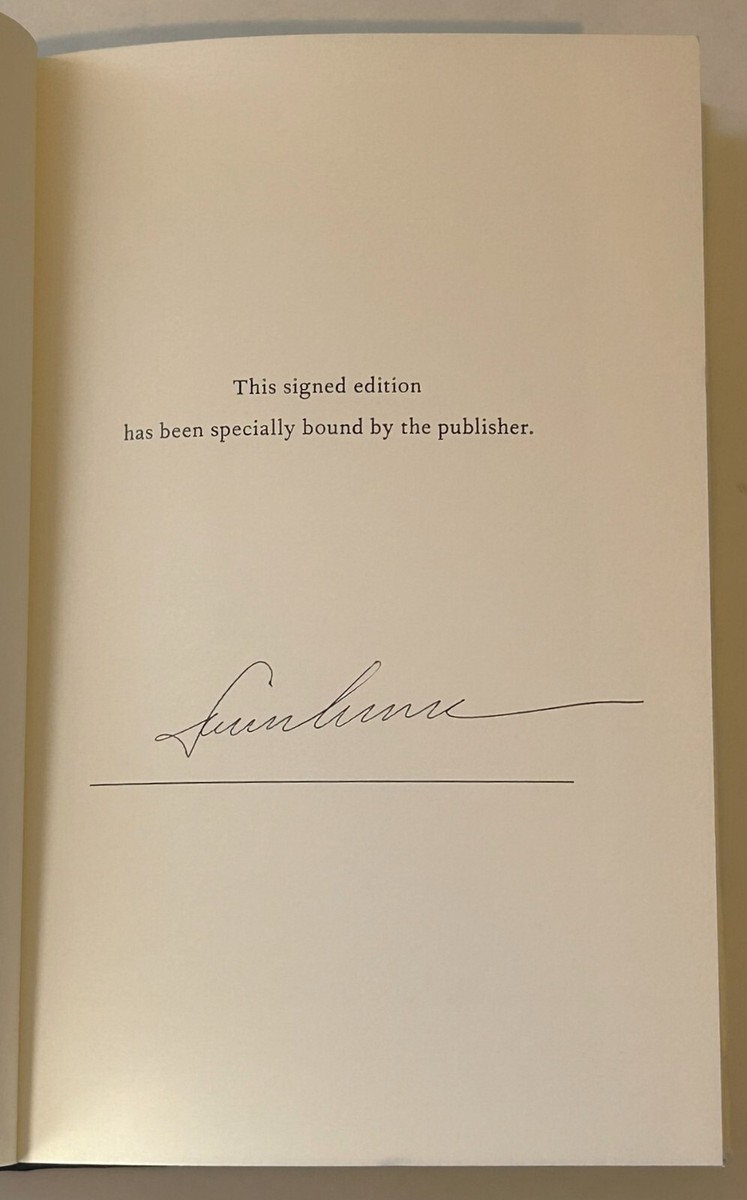 This signed edition
has been specially bound by the publisher.